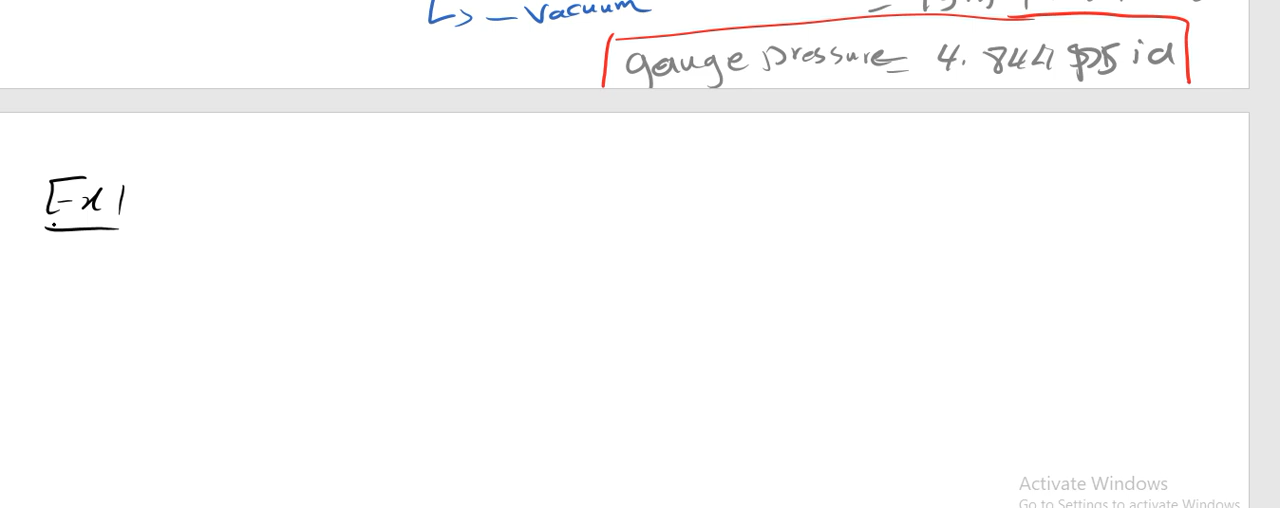 ↳ - Vacuum
gauge pressure = 4.844 psid
Ex 1
Activate Windows
Go to Settings to activate Windows